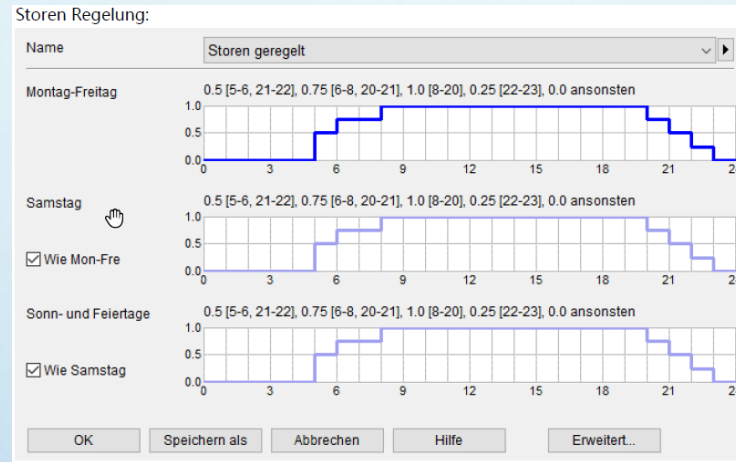 Storen Regelung:
Name
Storen geregelt
Montag-Freitag
0.5 [5-6, 21-22], 0.75 [6-8, 20-21], 1.0 [8-20], 0.25 [22-23], 0.0 ansonsten
1.0
0.5
0.0
0 3 6 9 12 15 18 21 2
Samstag
0.5 [5-6, 21-22], 0.75 [6-8, 20-21], 1.0 [8-20], 0.25 [22-23], 0.0 ansonsten
1.0
0.5
Wie Mon-Fre
0.0
0 3 6 9 12 15 18 21 2
Sonn- und Feiertage
0.5 [5-6, 21-22], 0.75 [6-8, 20-21], 1.0 [8-20], 0.25 [22-23], 0.0 ansonsten
1.0
0.5
Wie Samstag
0.0
0 3 6 9 12 15 18 21 2
OK Speichern als Abbrechen Hilfe Erweitert...